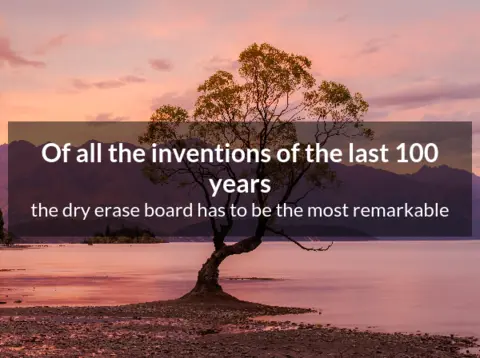 Of all the inventions of the last 100
years
the dry erase board has to be the most remarkable